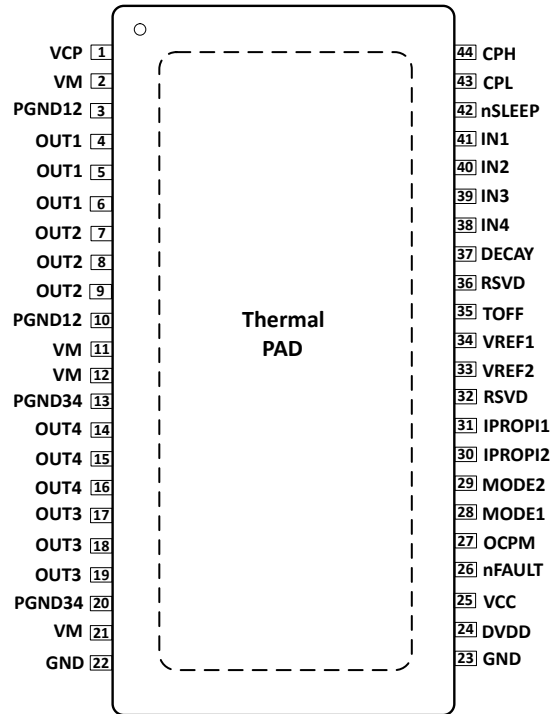 VCP 1
VM 2
PGND12 3
OUT1 4
OUT1 5
OUT1 6
OUT2 7
OUT2 8
OUT2 9
PGND12 10
VM 11
VM 12
PGND34 13
OUT4 14
OUT4 15
OUT4 16
OUT3 17
OUT3 18
OUT3 19
PGND34 20
VM 21
GND 22
Thermal
PAD
44 CPH
43 CPL
42 nSLEEP
41 IN1
40 IN2
39 IN3
38 IN4
37 DECAY
36 RSVD
35 TOFF
34 VREF1
33 VREF2
32 RSVD
31 IPROPI1
30 IPROPI2
29 MODE2
28 MODE1
27 OCPM
26 nFAULT
25 VCC
24 DVDD
23 GND